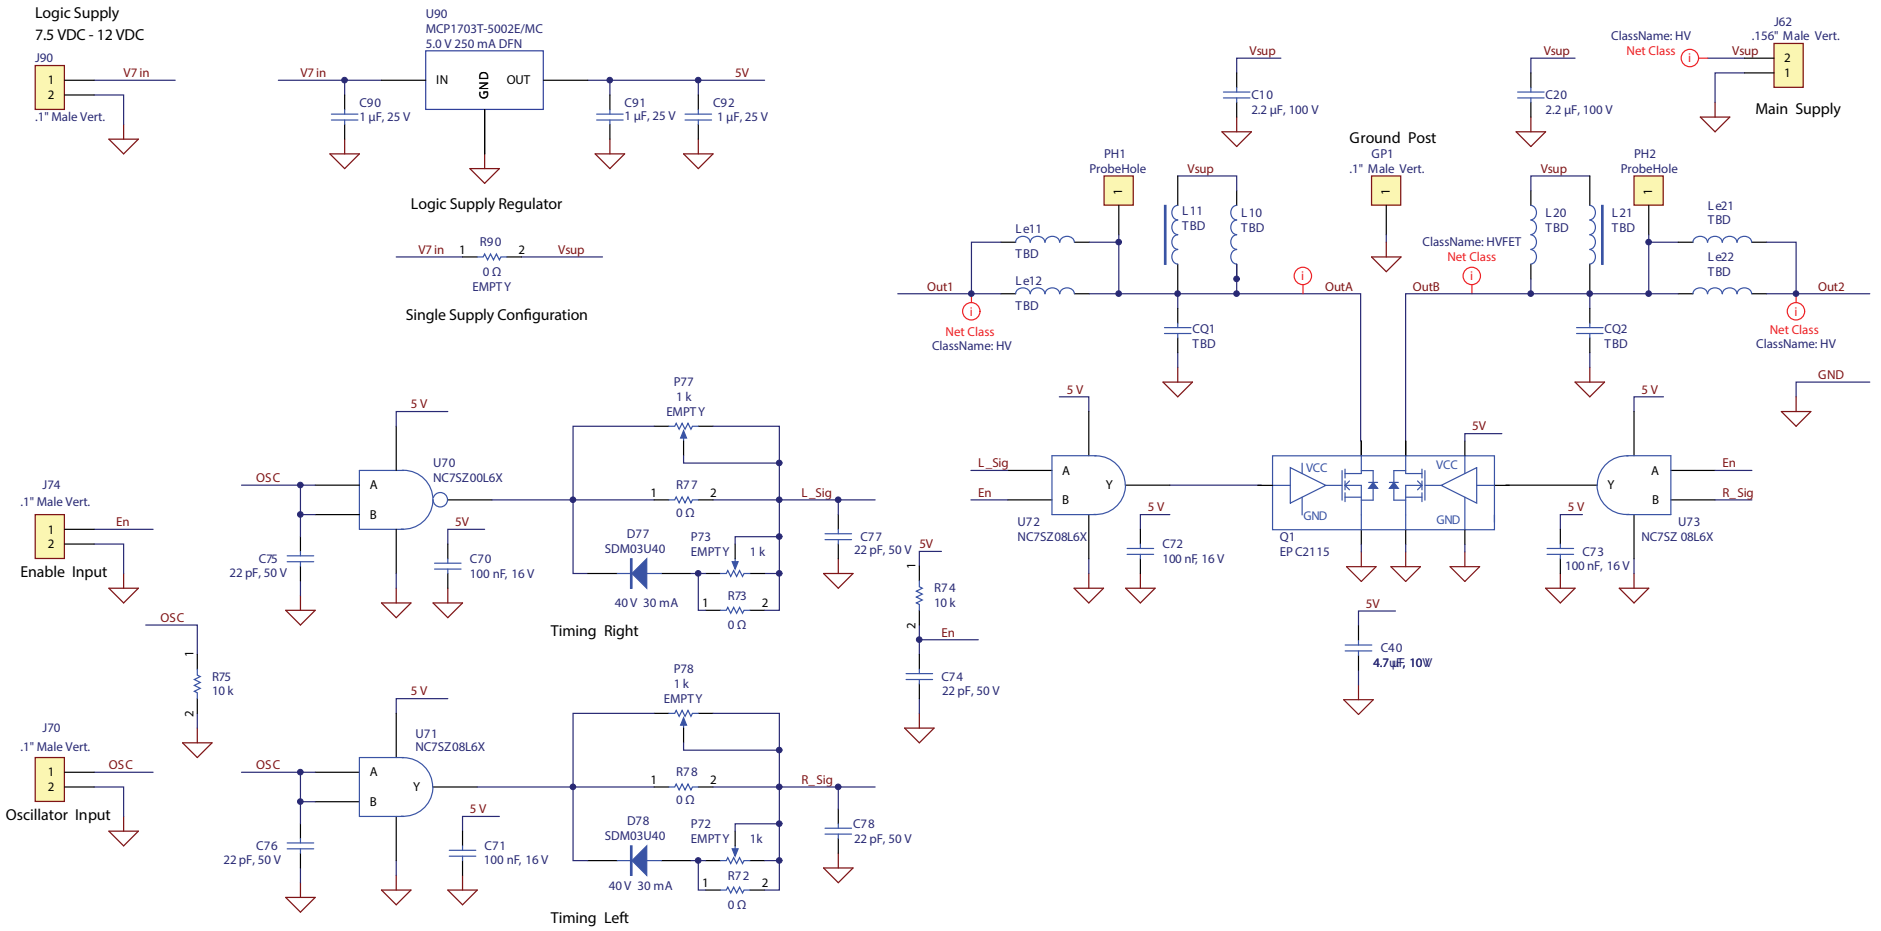 Logic Supply
7.5 VDC - 12 VDC
J90
1
2
V7 in
.1" Male Vert.
U90
MCP1703T-5002E/MC
5.0 V 250 mA DFN
V7 in
IN
GND
OUT
5V
C90
1 µF, 25 V
C91
1 µF, 25 V
C92
1 µF, 25 V
Logic Supply Regulator
V7 in
1
R90
2
Vsup
0 Ω
EMPTY
Single Supply Configuration
Vsup
C10
2.2 µF, 100 V
Vsup
C20
2.2 µF, 100 V
ClassName: HV
Net Class
i
Vsup
J62
.156" Male Vert.
2
1
Main Supply
Ground Post
GP1
.1" Male Vert.
1
PH1
ProbeHole
1
Vsup
L11
TBD
L10
TBD
Le11
TBD
Le12
TBD
Out1
i
Net Class
ClassName: HV
i
OutA
CQ1
TBD
PH2
ProbeHole
1
Vsup
L20
TBD
L21
TBD
Le21
TBD
Le22
TBD
ClassName: HVFET
Net Class
i
OutB
Out2
i
Net Class
ClassName: HV
CQ2
TBD
GND
J74
.1" Male Vert.
1
2
En
Enable Input
OSC
1
R75
10 k
2
J70
.1" Male Vert.
1
2
OSC
Oscillator Input
OSC
5 V
A
B
U70
NC7SZ00L6X
C75
22 pF, 50 V
5V
C70
100 nF, 16 V
P77
1 k
EMPTY
1
R77
2
0 Ω
D77
SDM03U40
40 V 30 mA
P73
EMPTY
1 k
1
R73
2
0 Ω
L_Sig
C77
22 pF, 50 V
Timing Right
5V
1
R74
10 k
2
En
C74
22 pF, 50 V
OSC
5 V
A
B
Y
U71
NC7SZ08L6X
C76
22 pF, 50 V
5 V
C71
100 nF, 16 V
P78
1 k
EMPTY
1
R78
2
0 Ω
D78
SDM03U40
40 V 30 mA
P72
EMPTY
1k
1
R72
2
0 Ω
R_Sig
C78
22 pF, 50 V
Timing Left
5 V
L_Sig
En
A
B
Y
U72
NC7SZ08L6X
5 V
C72
100 nF, 16 V
VCC
GND
Q1
EP C2115
5V
VCC
GND
5 V
En
R_Sig
A
B
Y
U73
NC7SZ 08L6X
5 V
C73
100 nF, 16 V
5V
C40
4.7 µF, 10V